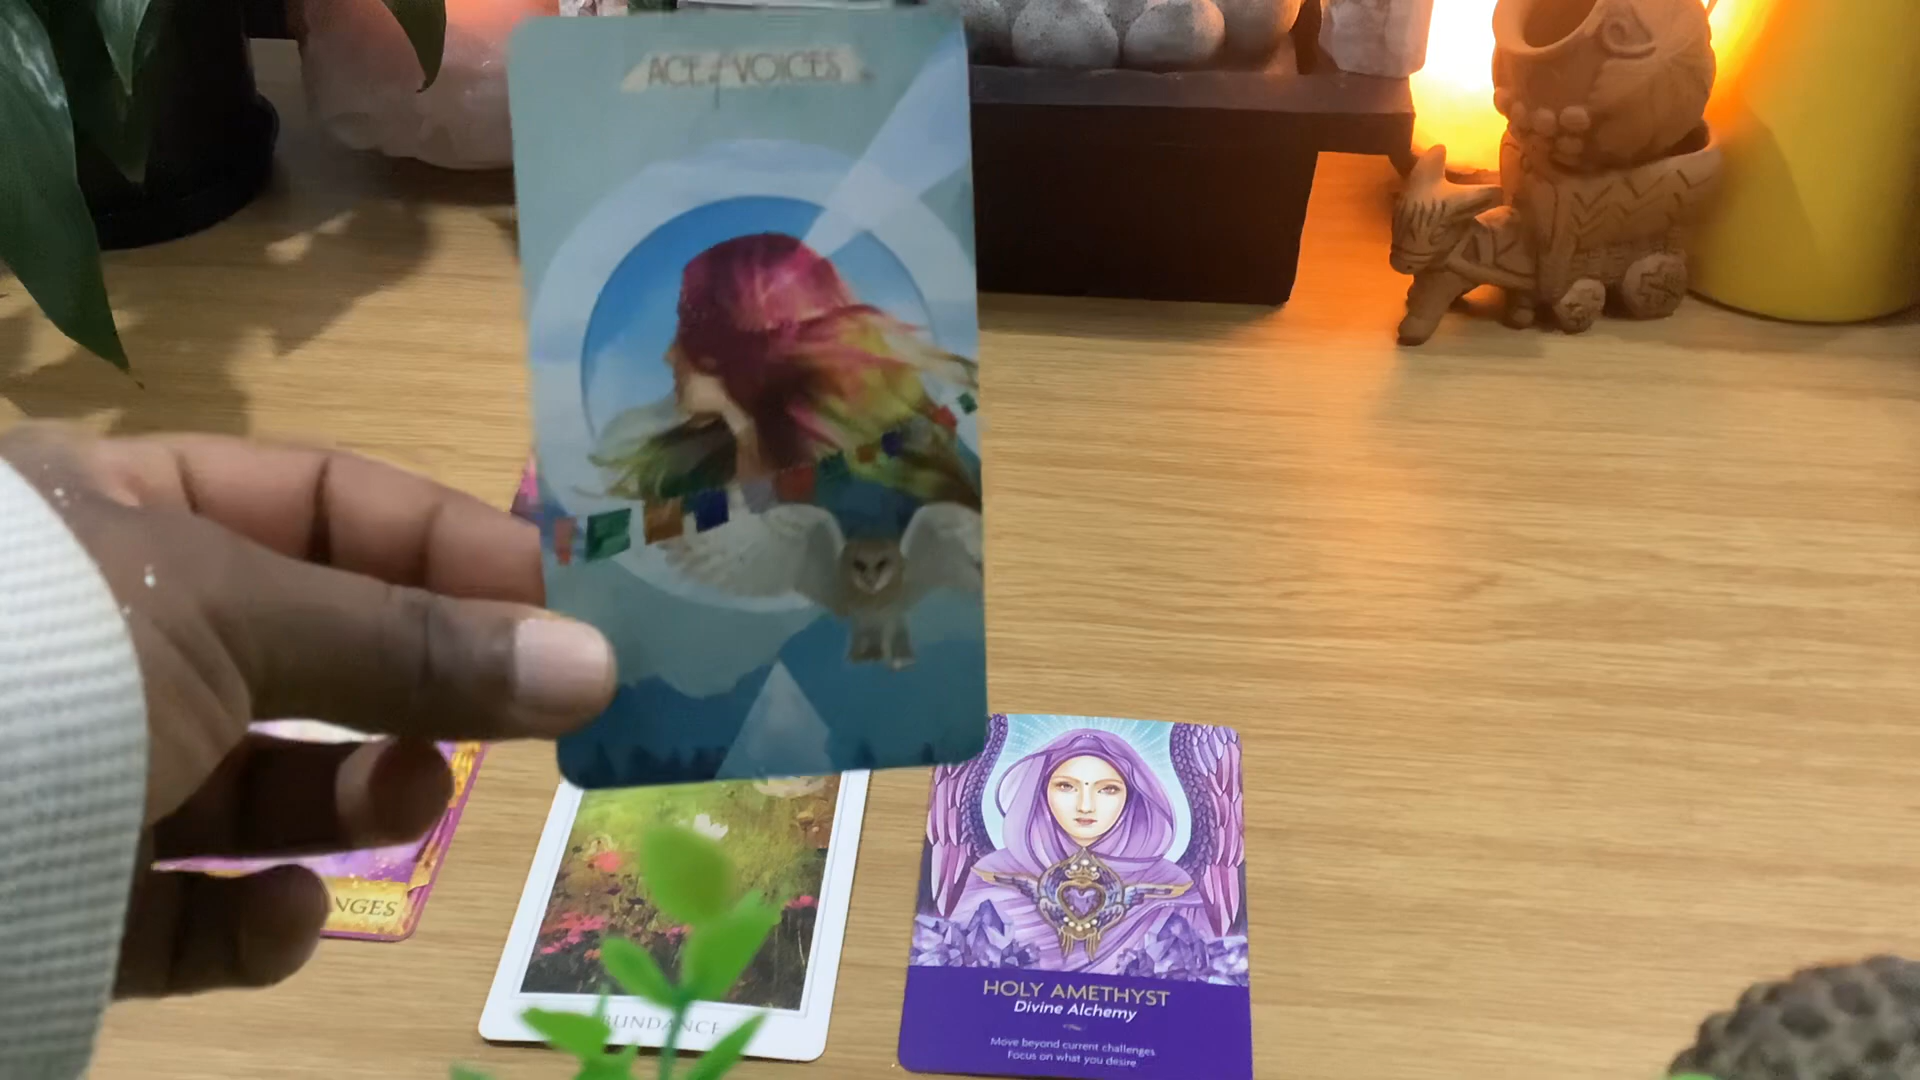 ACE of VOICES
NGES
BUNDANCE
HOLY AMETHYST
Divine Alchemy
Move beyond current challenges
Focus on what you desire